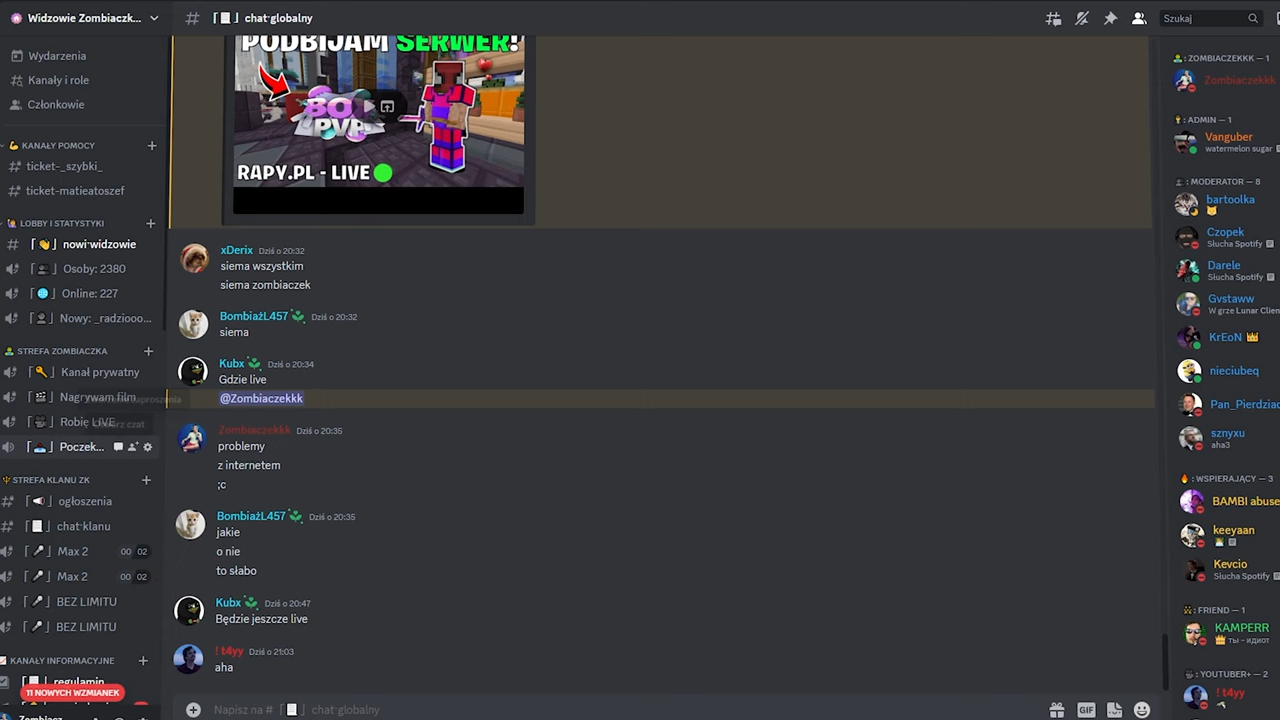 Widzowie Zombiaczk...
Wydarzenia
Kanały i role
Członkowie
KANAŁY POMOCY
ticket-_szybki_
ticket-matieatoszef
LOBBY I STATYSTYKI
nowi-widzowie
Osoby: 2380
Online: 227
Nowy: _radziooo...
STREFA ZOMBIACZKA
Kanał prywatny
Nagrywam film
Robię LIVE
Poczek...
STREFA KLANU ZK
ogłoszenia
chat-klanu
Max 2 00 02
Max 2 00 02
BEZ LIMITU
BEZ LIMITU
KANAŁY INFORMACYJNE
regulamin
11 NOWYCH WZMIANEK
Zombiacz
chat-globalny
Szukaj
PODBIJAM SERWER!
RAPY.PL - LIVE
xDerix Dziś o 20:32
siema wszystkim
siema zombiaczek
BombiażL457 Dziś o 20:32
siema
Kubx Dziś o 20:34
Gdzie live
@Zombiaczekkk
Zombiaczekkk Dziś o 20:35
problemy
z internetem
;c
BombiażL457 Dziś o 20:35
jakie
o nie
to słabo
Kubx Dziś o 20:47
Będzie jeszcze live
! t4yy Dziś o 21:03
aha
Napisz na # chat-globalny
GIF
ZOMBIACZEKKK — 1
Zombiaczekkk
ADMIN — 1
Vanguber
watermelon sugar
MODERATOR — 8
bartoolka
Czopek
Słucha Spotify
Darele
Słucha Spotify
Gvstaww
W grze Lunar Clien
KrEoN
nieciubeq
Pan_Pierdziac
sznyxu
aha3
WSPIERAJĄCY — 3
BAMBI abuse
keeyaan
Kevcio
Słucha Spotify
FRIEND — 1
KAMPERR
ты - идиот
YOUTUBER+ — 2
! t4yy